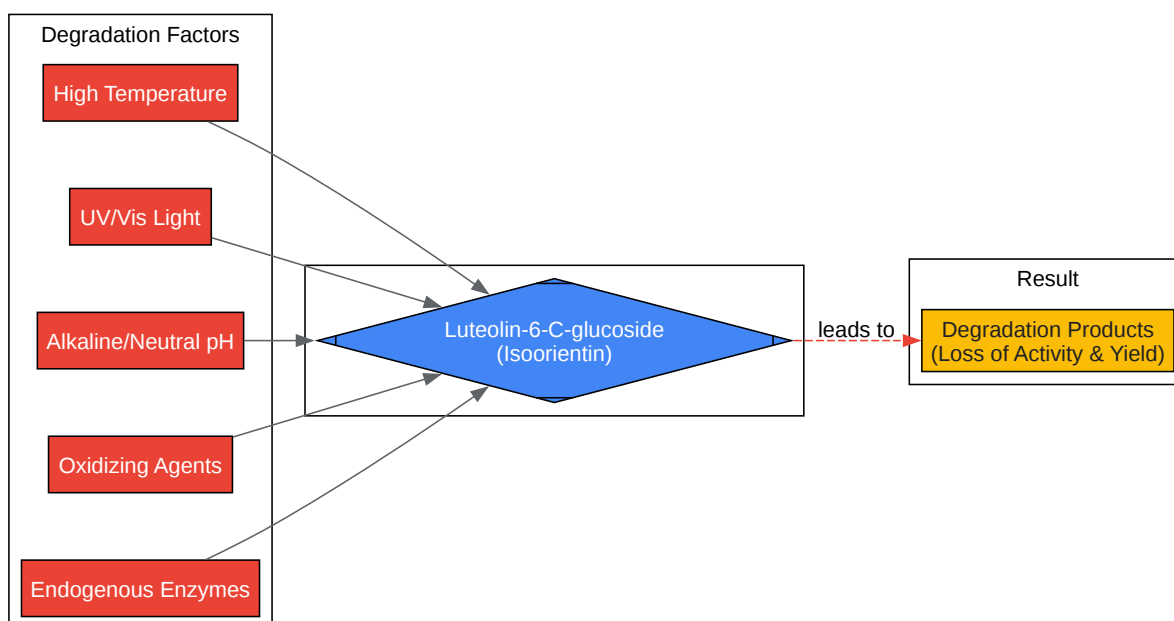 Degradation Factors
High Temperature
UV/Vis Light
Alkaline/Neutral pH
Oxidizing Agents
Endogenous Enzymes
Luteolin-6-C-glucoside
(Isoorientin)
leads to
Result
Degradation Products
(Loss of Activity & Yield)